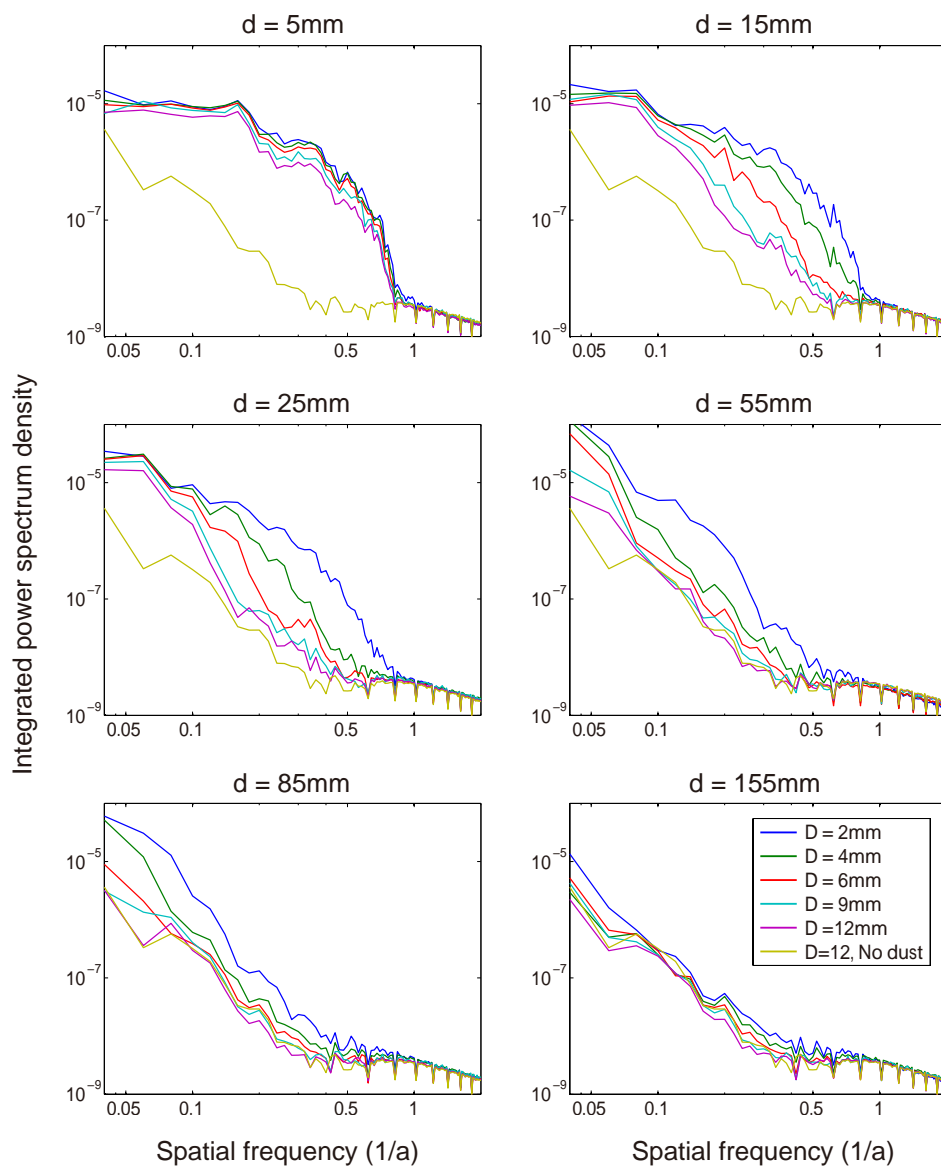 d = 5mm
d = 15mm
10−5
10−7
10−9
0.05 0.1 0.5 1
10−5
10−7
10−9
0.05 0.1 0.5 1
d = 25mm
d = 55mm
10−5
10−7
10−9
0.05 0.1 0.5 1
10−5
10−7
10−9
0.05 0.1 0.5 1
Integrated power spectrum density
d = 85mm
d = 155mm
10−5
10−7
10−9
0.05 0.1 0.5 1
10−5
10−7
10−9
0.05 0.1 0.5 1
D = 2mm
D = 4mm
D = 6mm
D = 9mm
D = 12mm
D=12, No dust
Spatial frequency (1/a)
Spatial frequency (1/a)